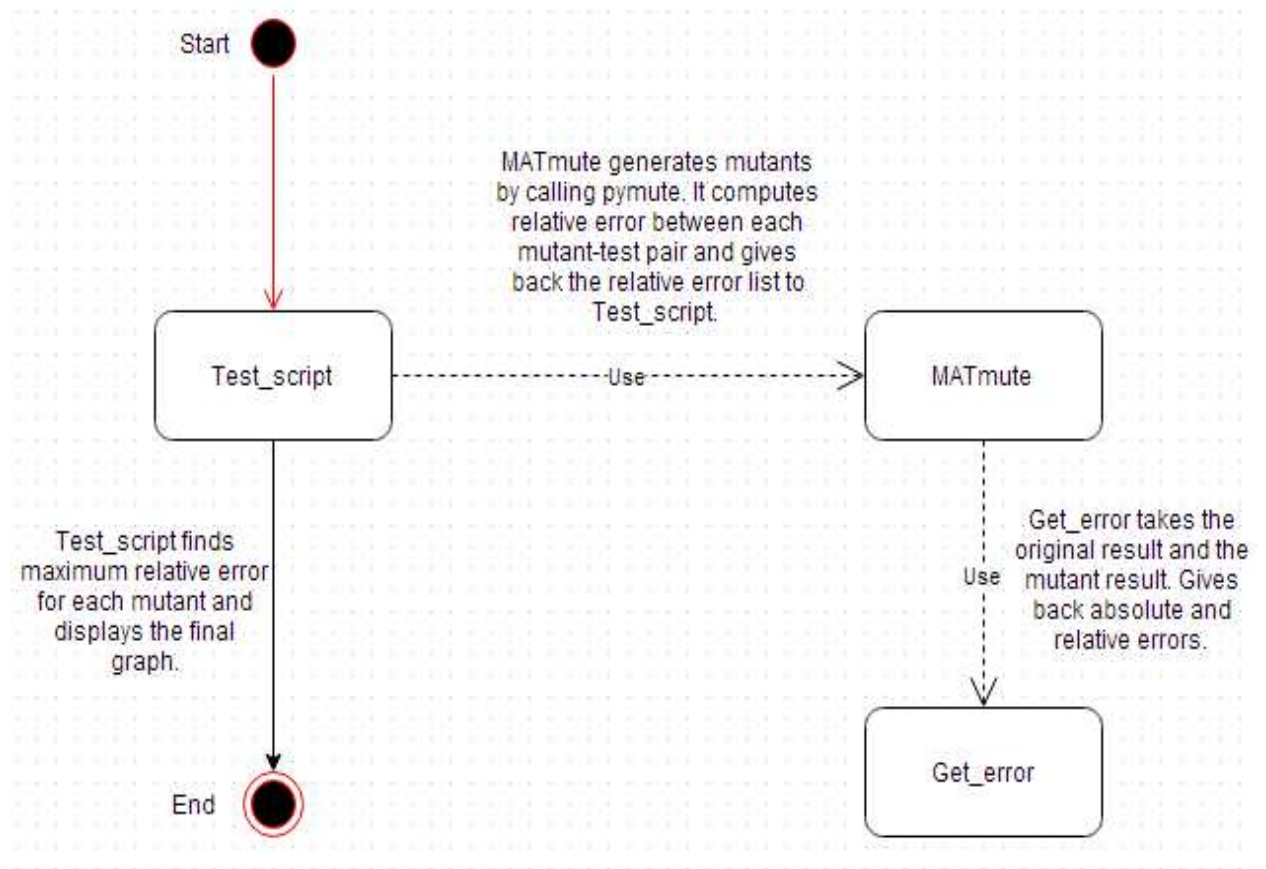 Start
MATmute generates mutants
by calling pymute. It computes
relative error between each
mutant-test pair and gives
back the relative error list to
Test_script.
Test_script
Use
MATmute
Test_script finds
maximum relative error
for each mutant and
displays the final
graph.
Use
Get_error takes the
original result and the
mutant result. Gives
back absolute and
relative errors.
End
Get_error